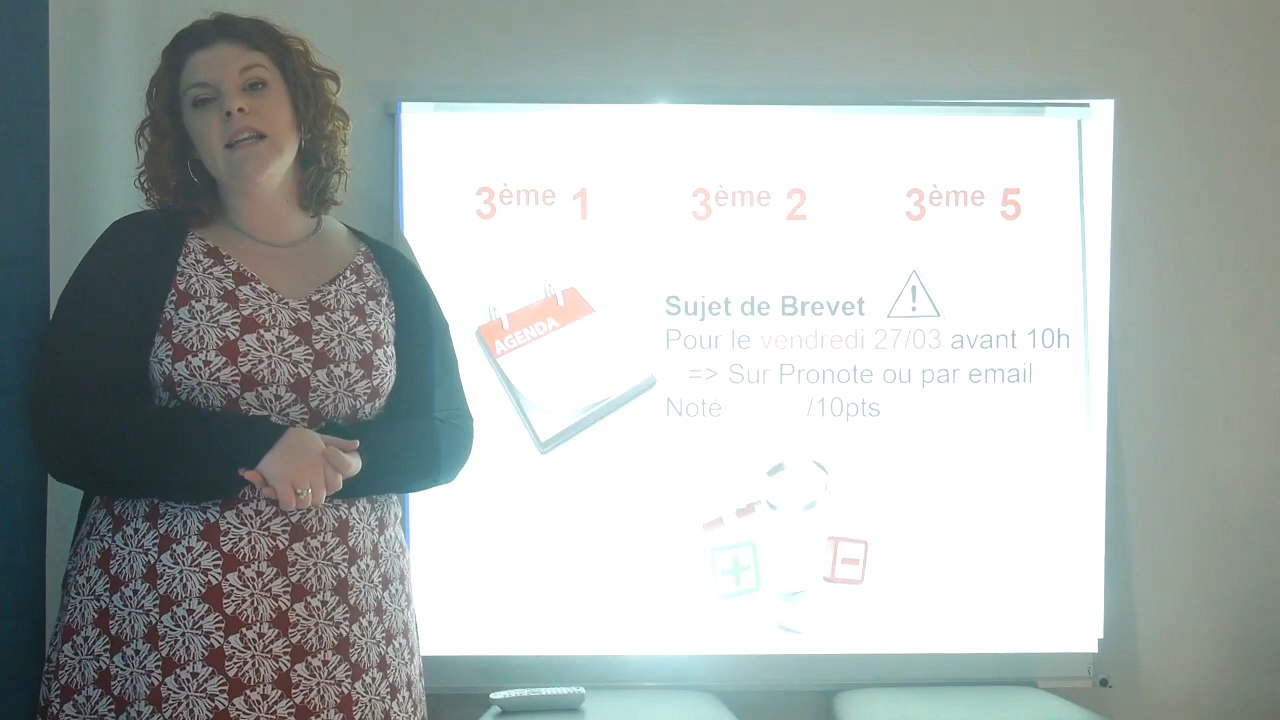 3ème 1 3ème 2 3ème 5
AGENDA
Sujet de Brevet
Pour le vendredi 27/03 avant 10h
=> Sur Pronote ou par email
Noté /10pts